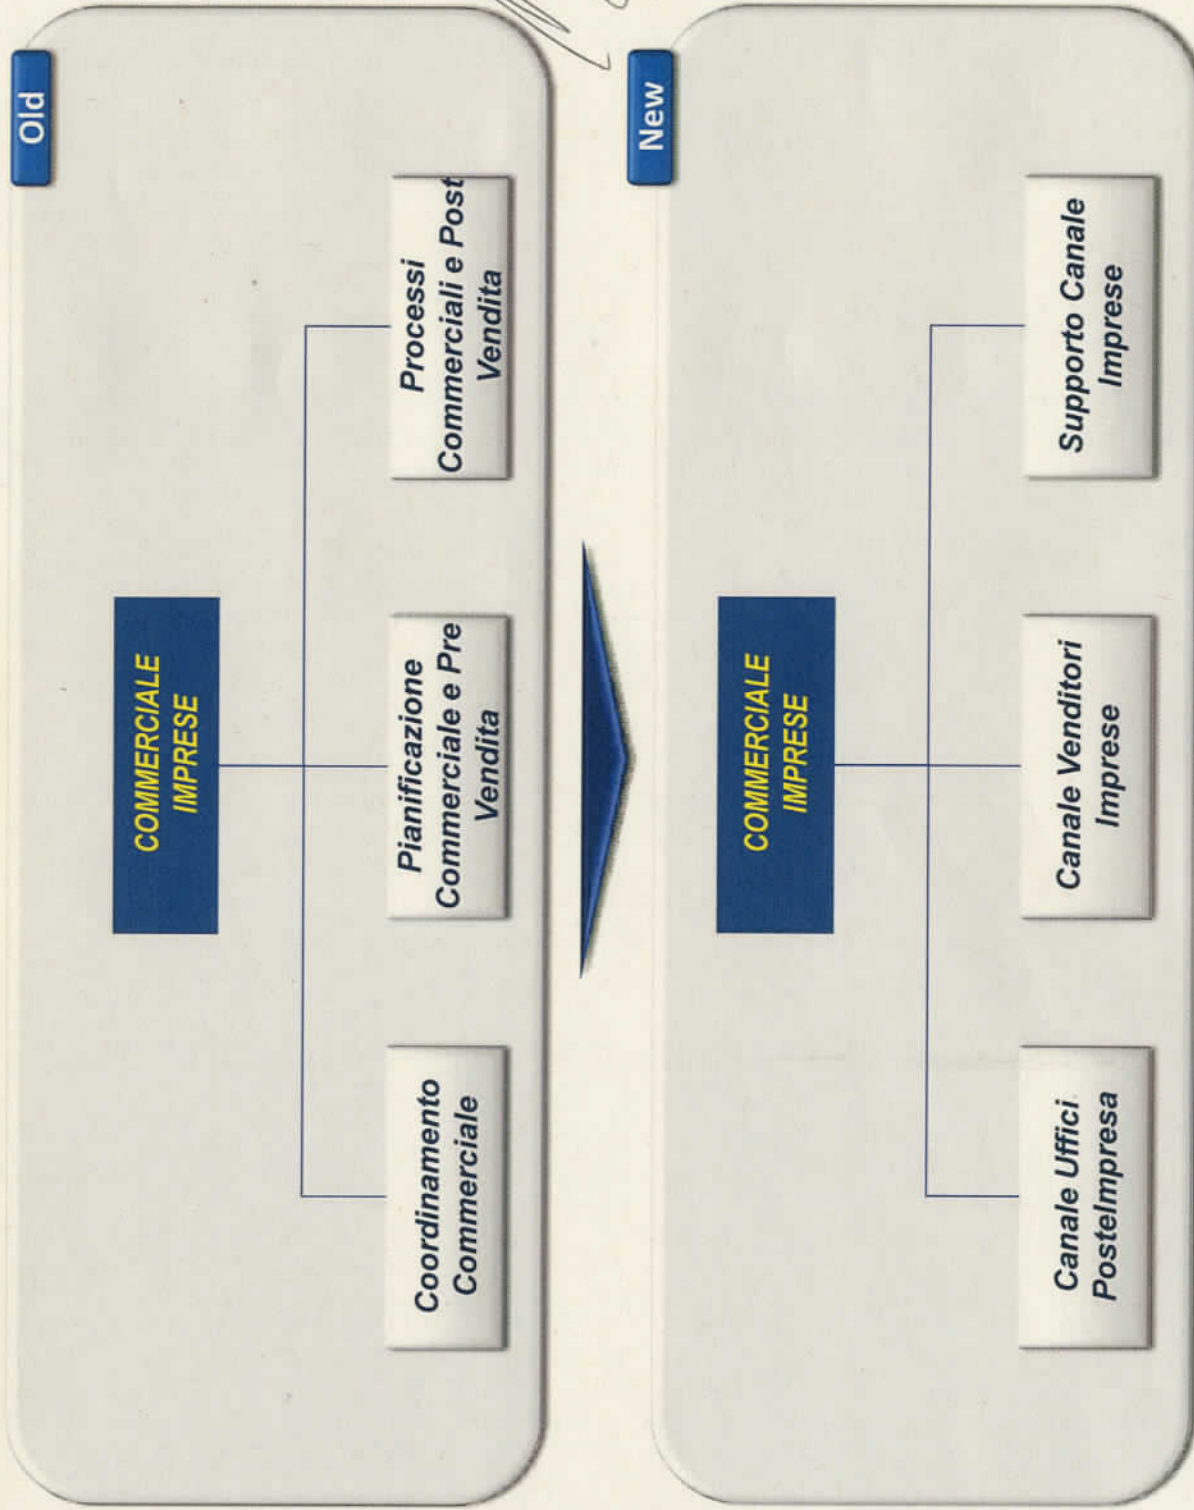 Old
COMMERCIALE
IMPRESE
Coordinamento
Commerciale
Pianificazione
Commerciale e Pre
Vendita
Processi
Commerciali e Post
Vendita
New
COMMERCIALE
IMPRESE
Canale Uffici
PosteImpresa
Canale Venditori
Imprese
Supporto Canale
Imprese